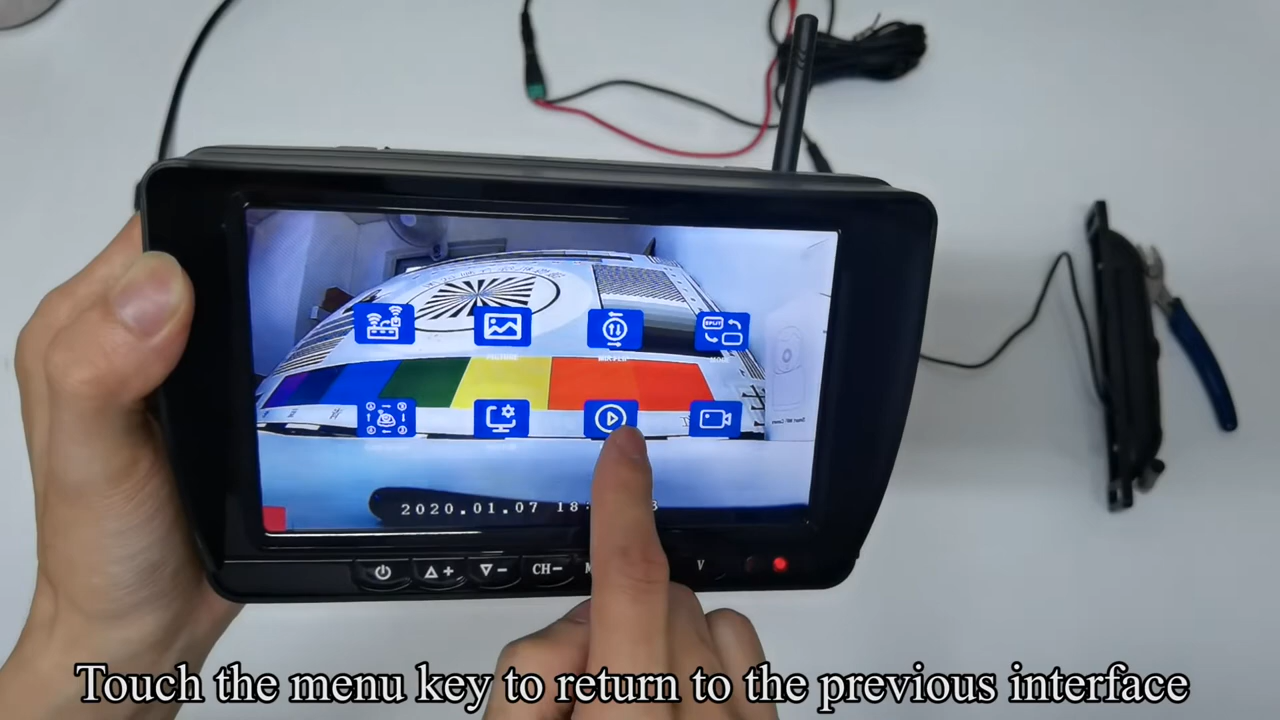 SPLIT
2020.01.07 18
CH−
M
V
Touch the menu key to return to the previous interface